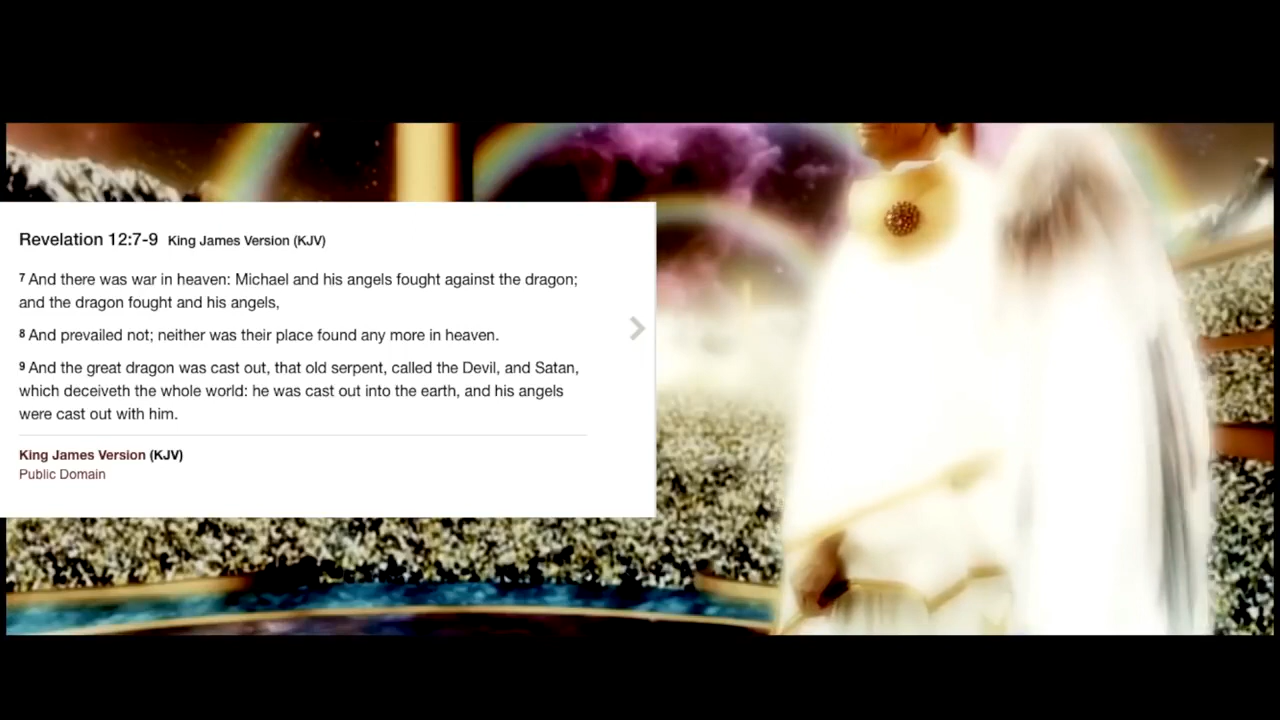 Revelation 12:7-9 King James Version (KJV)
7 And there was war in heaven: Michael and his angels fought against the dragon;
and the dragon fought and his angels,
8 And prevailed not; neither was their place found any more in heaven.
9 And the great dragon was cast out, that old serpent, called the Devil, and Satan,
which deceiveth the whole world: he was cast out into the earth, and his angels
were cast out with him.
King James Version (KJV)
Public Domain